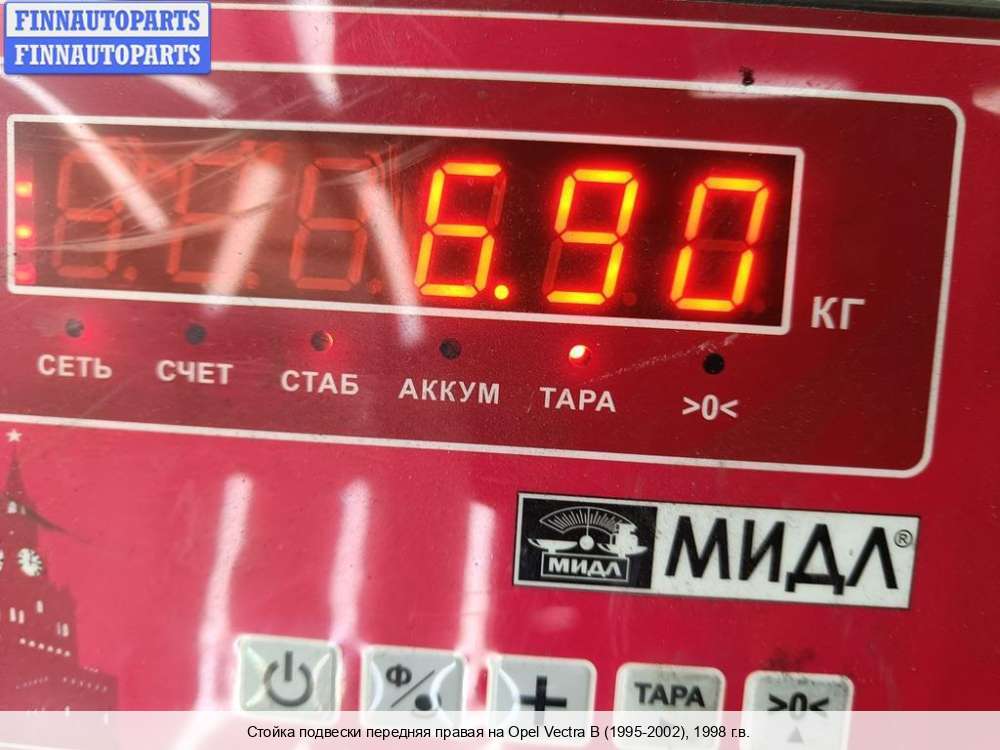 FINNAUTOPARTS
FINNAUTOPARTS
6.90
КГ
СЕТЬ СЧЕТ СТАБ АККУМ ТАРА >0<
МИДЛ МИДЛ®
Ф/ + ТАРА >0<
Стойка подвески передняя правая на Opel Vectra B (1995-2002), 1998 г.в.